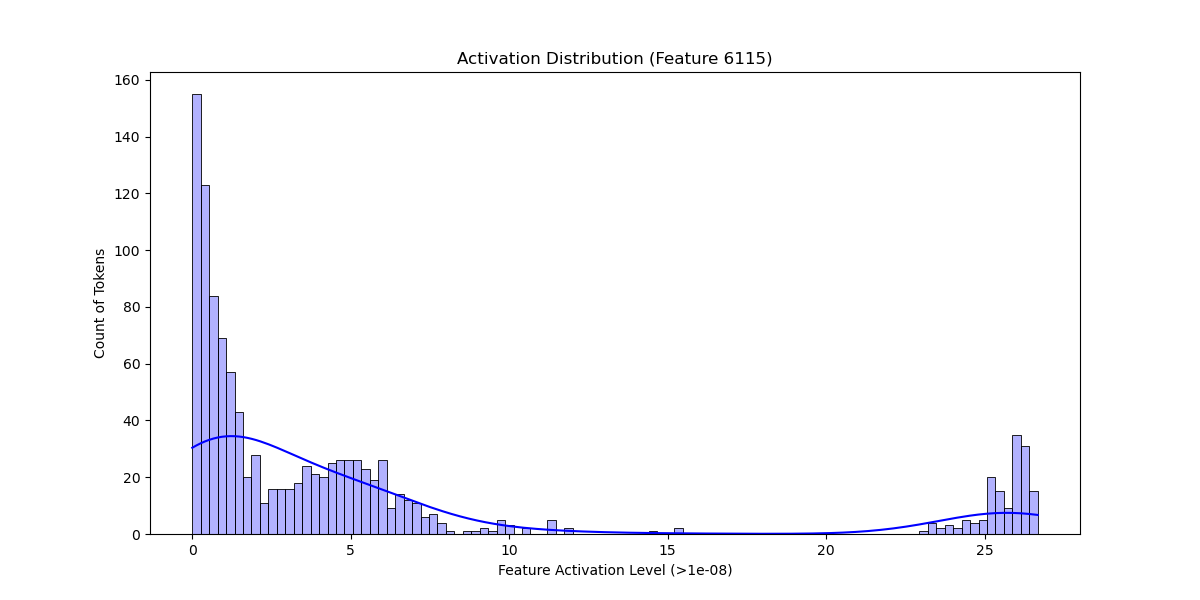 Activation Distribution (Feature 6115)
160
140
120
100
80
60
40
20
0
Count of Tokens
0 5 10 15 20 25
Feature Activation Level (>1e-08)